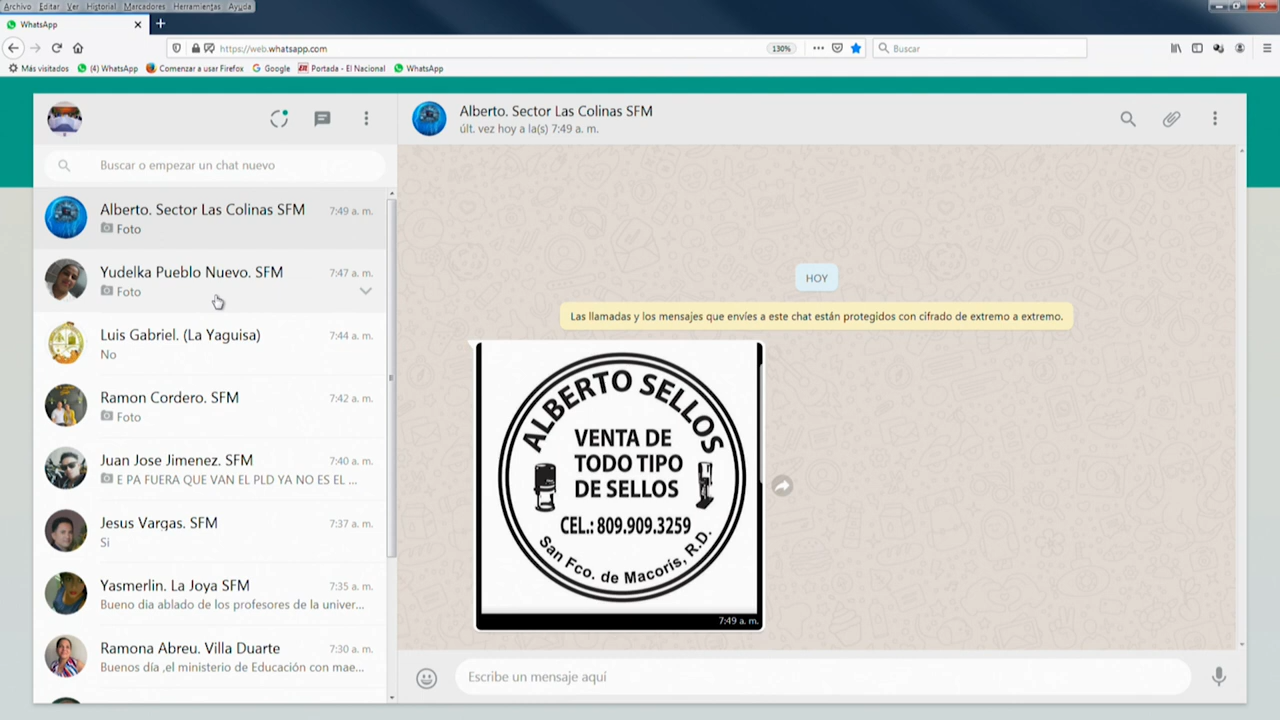 Archivo Editar Ver Historial Marcadores Herramientas Ayuda
WhatsApp
https://web.whatsapp.com
130%
Buscar
Más visitados
(4) WhatsApp
Comenzar a usar Firefox
Google
Portada - El Nacional
WhatsApp
Buscar o empezar un chat nuevo
Alberto. Sector Las Colinas SFM 7:49 a. m.
Foto
Yudelka Pueblo Nuevo. SFM 7:47 a. m.
Foto
Luis Gabriel. (La Yaguisa) 7:44 a. m.
No
Ramon Cordero. SFM 7:42 a. m.
Foto
Juan Jose Jimenez. SFM 7:40 a. m.
E PA FUERA QUE VAN EL PLD YA NO ES EL ...
Jesus Vargas. SFM 7:37 a. m.
Si
Yasmerlin. La Joya SFM 7:35 a. m.
Bueno dia ablado de los profesores de la univer...
Ramona Abreu. Villa Duarte 7:30 a. m.
Buenos día ,el ministerio de Educación con mae...
Alberto. Sector Las Colinas SFM
últ. vez hoy a la(s) 7:49 a. m.
HOY
Las llamadas y los mensajes que envíes a este chat están protegidos con cifrado de extremo a extremo.
ALBERTO SELLOS
VENTA DE
TODO TIPO
DE SELLOS
CEL.: 809.909.3259
San Fco. de Macorís, R.D.
7:49 a. m.
Escribe un mensaje aquí